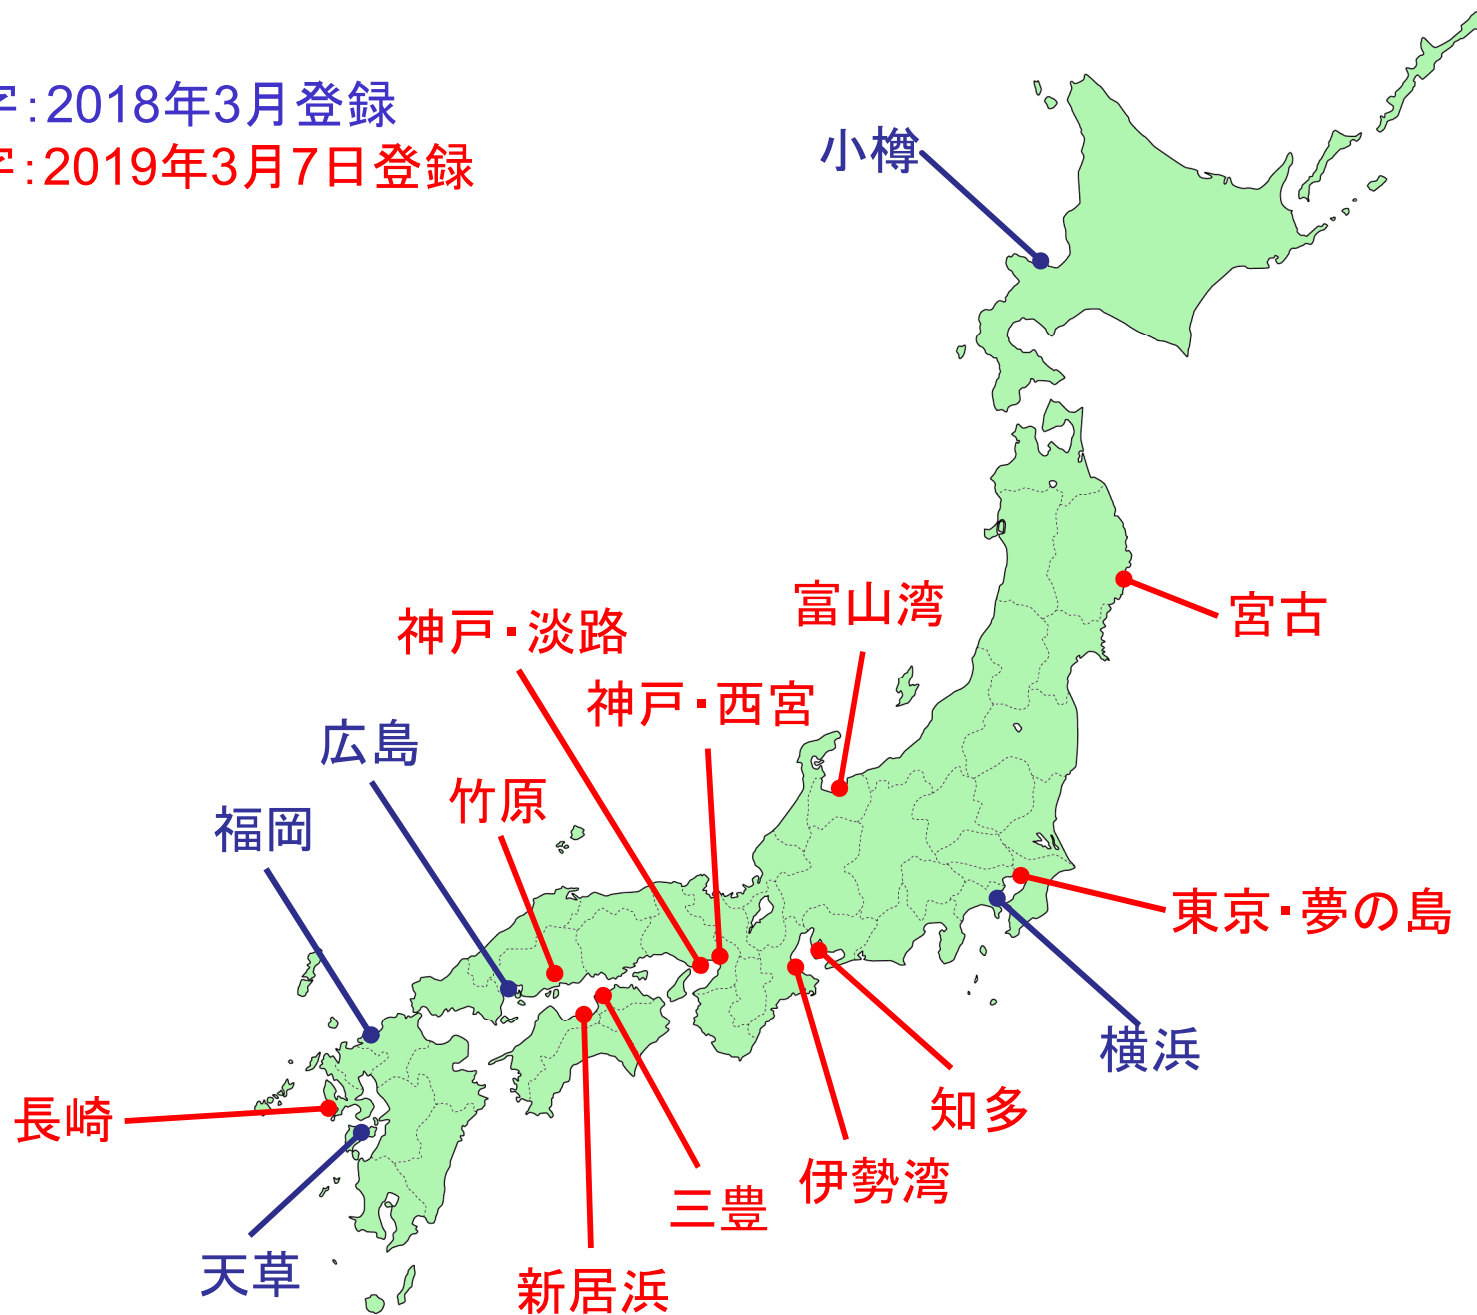 字：2018年3月登録
字：2019年3月7日登録
小樽
宮古
富山湾
神戸・淡路
神戸・西宮
広島
竹原
福岡
東京・夢の島
横浜
知多
長崎
伊勢湾
三豊
天草
新居浜